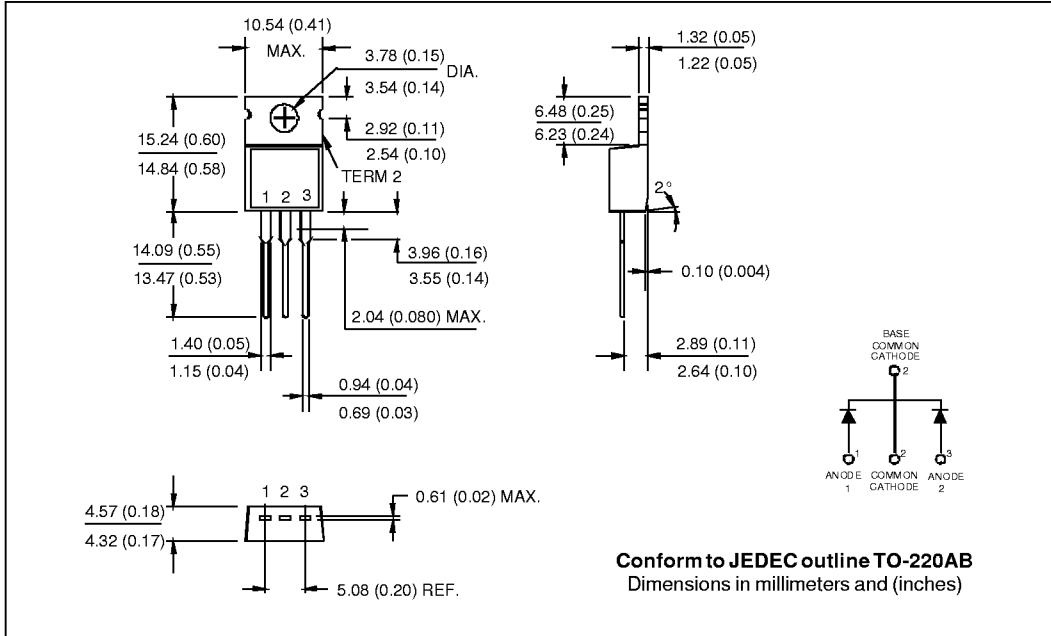 10.54 (0.41)
MAX.
3.78 (0.15)
3.54 (0.14)
DIA.
15.24 (0.60)
14.84 (0.58)
2.92 (0.11)
2.54 (0.10)
TERM 2
1 2 3
14.09 (0.55)
13.47 (0.53)
3.96 (0.16)
3.55 (0.14)
2.04 (0.080) MAX.
1.40 (0.05)
1.15 (0.04)
0.94 (0.04)
0.69 (0.03)
1.32 (0.05)
1.22 (0.05)
6.48 (0.25)
6.23 (0.24)
2°
0.10 (0.004)
2.89 (0.11)
2.64 (0.10)
BASE
COMMON
CATHODE
2
1 2 3
ANODE COMMON ANODE
1 CATHODE 2
1 2 3
4.57 (0.18)
4.32 (0.17)
0.61 (0.02) MAX.
5.08 (0.20) REF.
Conform to JEDEC outline TO-220AB
Dimensions in millimeters and (inches)